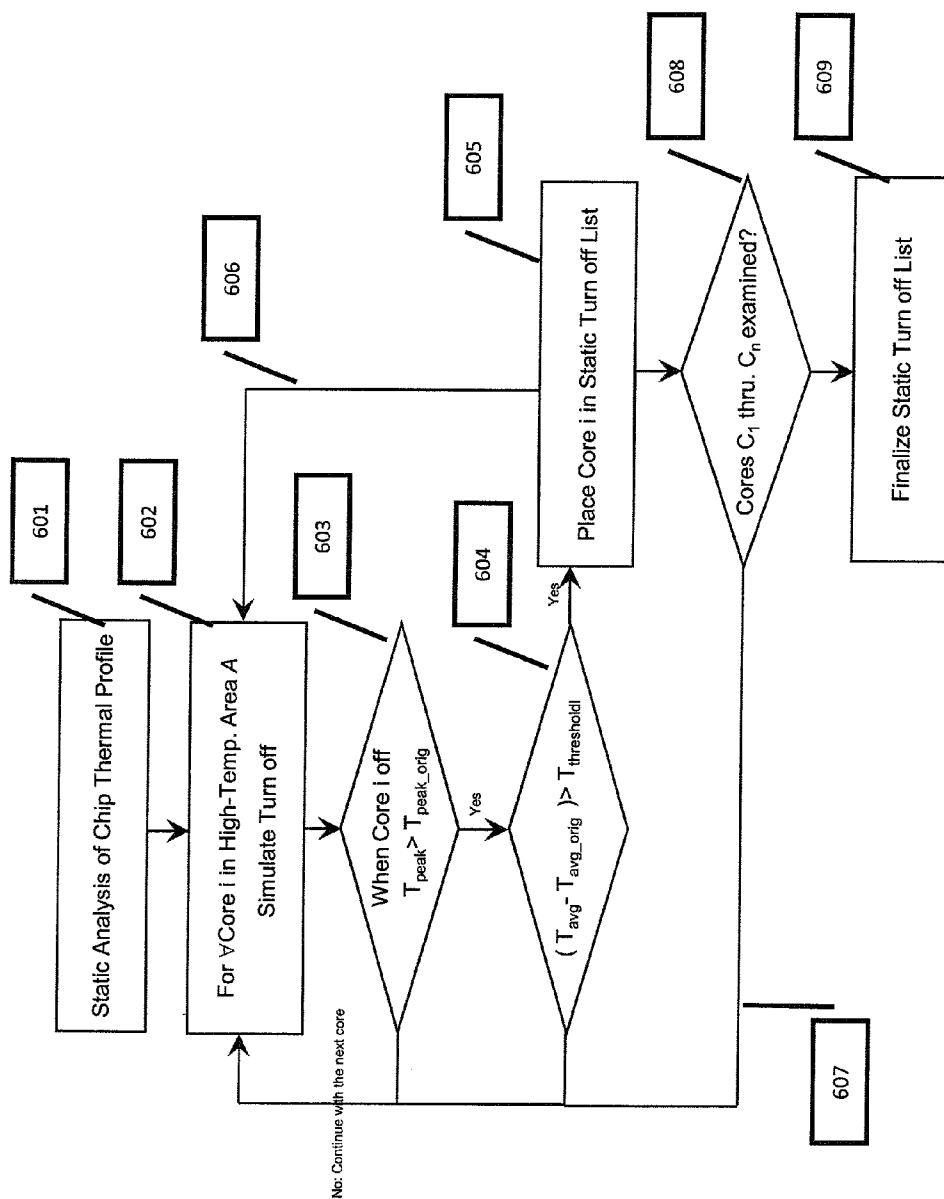 601
Static Analysis of Chip Thermal Profile
602
For ∀Core i in High-Temp. Area A
Simulate Turn off
606
603
When Core i off
T_peak > T_peak_orig
No: Continue with the next core
Yes
604
( T_avg - T_avg_orig ) > T_thresholdl
Yes
605
Place Core i in Static Turn off List
608
Cores C_1 thru. C_n examined?
607
609
Finalize Static Turn off List